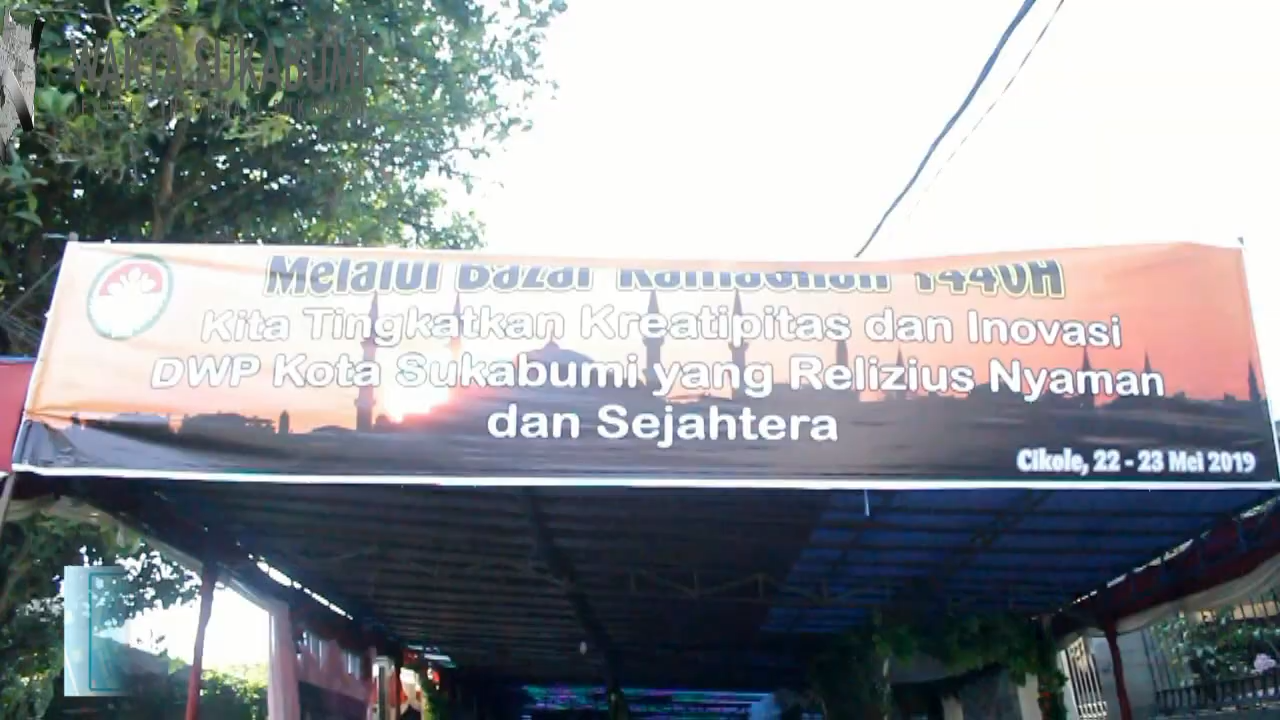 WARTA SUKABUMI
Melalui Bazar Ramadhan 1440H
Kita Tingkatkan Kreatipitas dan Inovasi
DWP Kota Sukabumi yang Relizius Nyaman
dan Sejahtera
Cikole, 22 - 23 Mei 2019